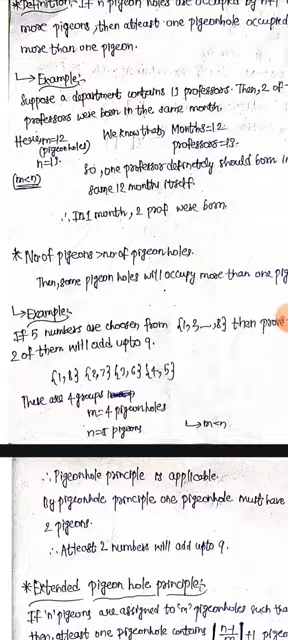 *Definition:- If n pigeon holes are occupied by n+1
more pigeons, then atleast one pigeonhole occupied
more than one pigeon.
↳ Example:-
Suppose a department contains 13 professors. Then, 2 of
professors were born in the same month.
Here, m=12
(pigeonholes)
n=13.
(m<n)
We know that, Months=12
professors=13.
So, one professor definetely should born in
same 12 months itself.
∴ In 1 month, 2 prof were born.
* No of pigeons > no of pigeon holes.
Then, some pigeon holes will occupy more than one
↳ Example:-
If 5 numbers are choosen from {1,2,--,8} then prove
2 of them will add upto 9.
{1,8} {2,7} {3,6} {4,5}
These are 4 groups
m=4 pigeonholes
n=5 pigeons
↳ m<n
∴ Pigeonhole principle is applicable.
By pigeonhole principle, one pigeonhole must have
2 pigeons.
∴ Atleast 2 numbers will add upto 9.
*Extended pigeon hole principle:-
If 'n' pigeons are assigned to 'm' pigeonholes such
then, atleast one pigeonhole contains ⌊(n-1)/m⌋+1